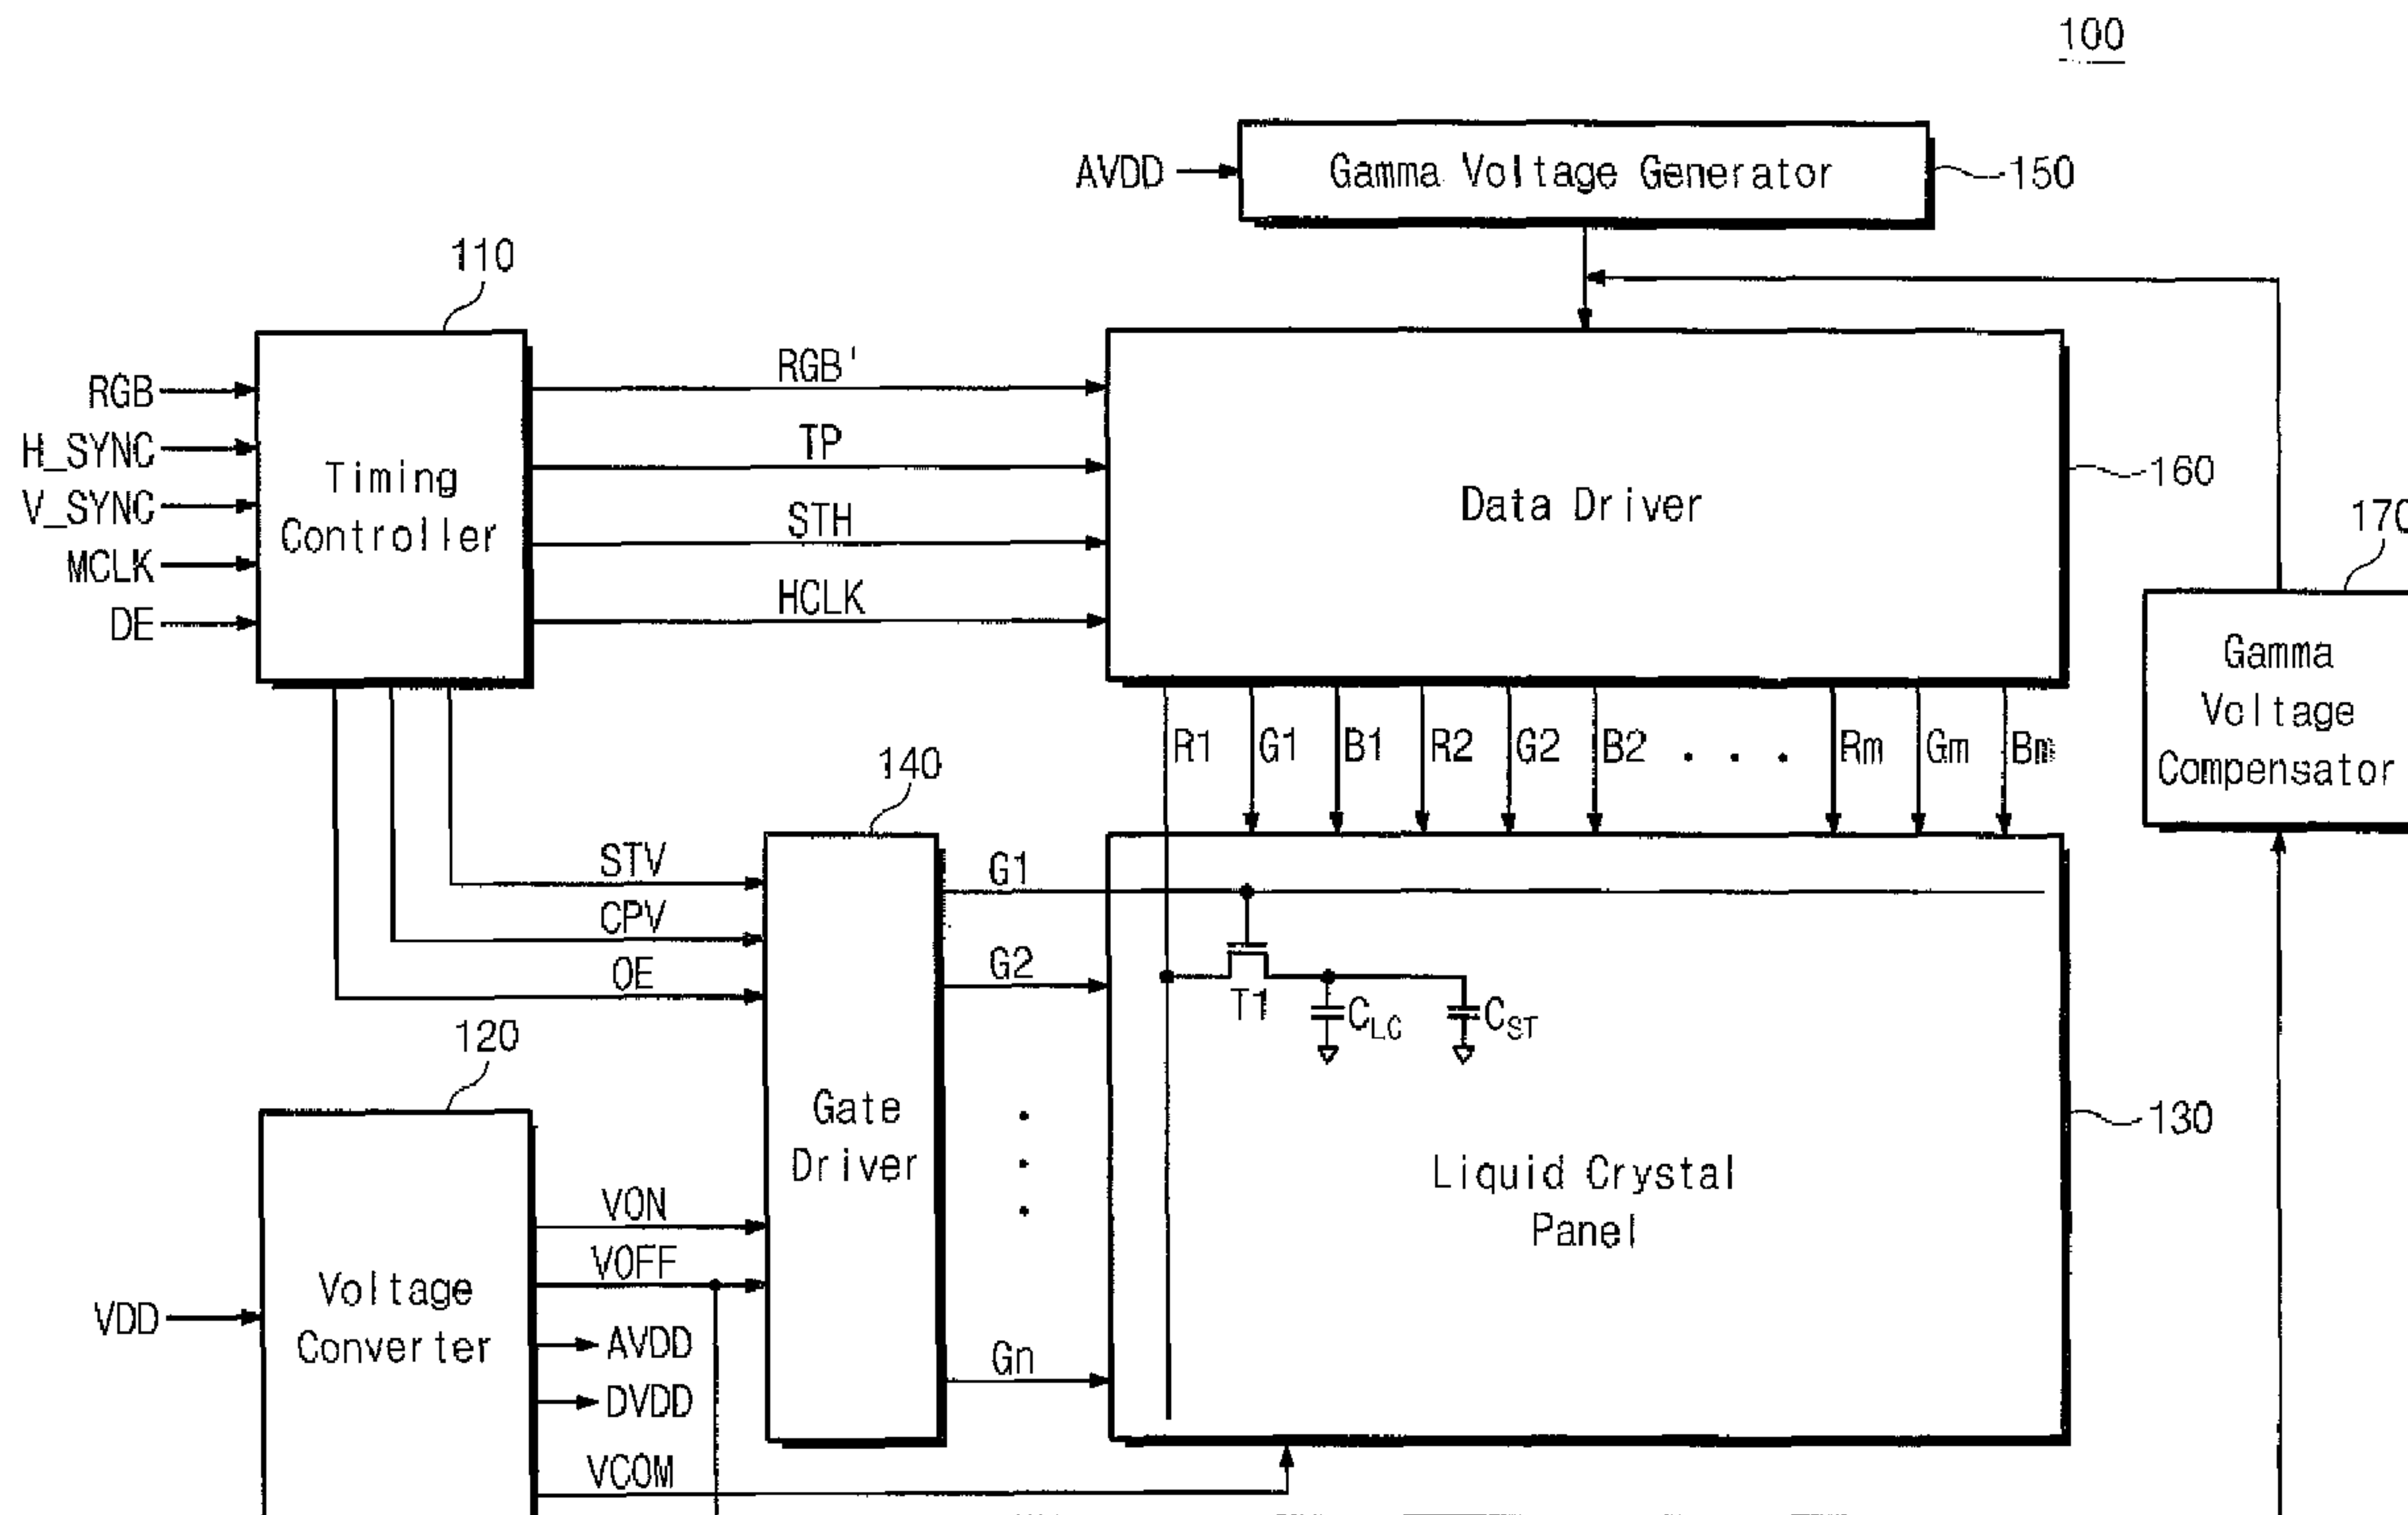 100
AVDD
Gamma Voltage Generator
150
110
RGB
H_SYNC
V_SYNC
MCLK
DE
Timing
Controller
RGB'
TP
STH
HCLK
Data Driver
160
170
Gamma
Voltage
Compensator
R1 G1 B1 R2 G2 B2 . . . Rm Gm Bm
140
STV
CPV
OE
Gate
Driver
G1
G2
Gn
T1
CLC
CST
Liquid Crystal
Panel
130
120
VDD
Voltage
Converter
VON
VOFF
AVDD
DVDD
VCOM